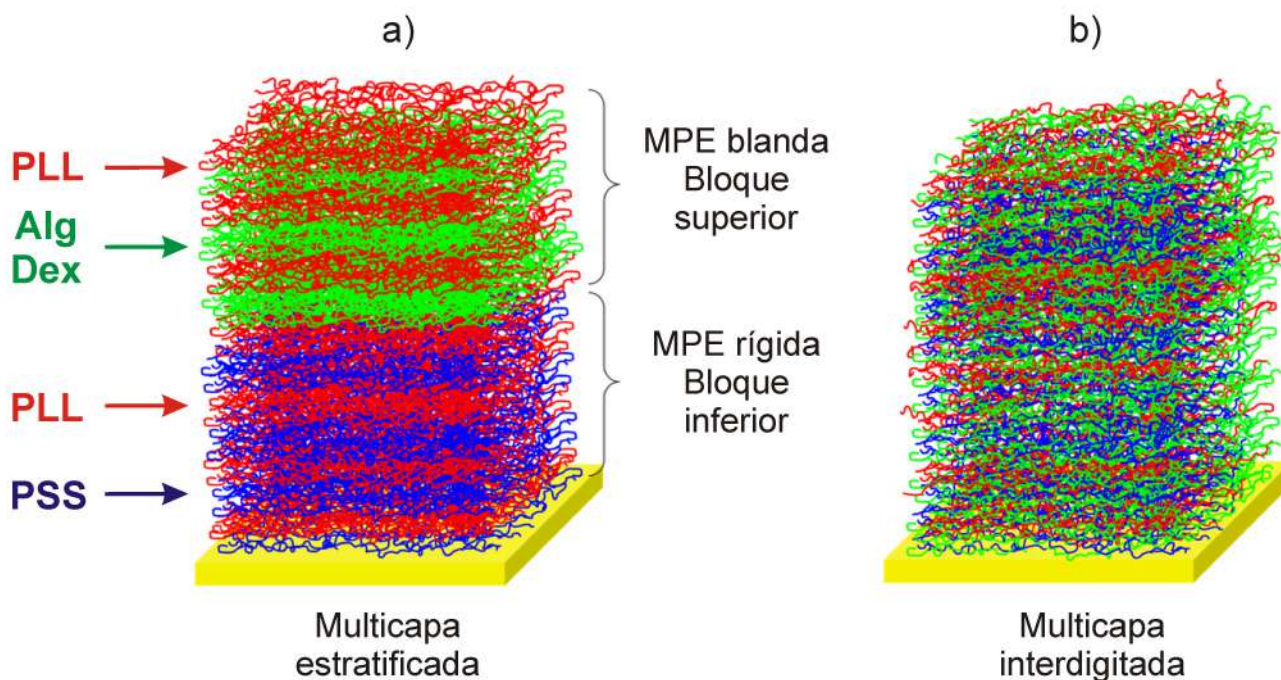 a)
b)
PLL
Alg
Dex
PLL
PSS
MPE blanda
Bloque
superior
MPE rígida
Bloque
inferior
Multicapa
estratificada
Multicapa
interdigitada